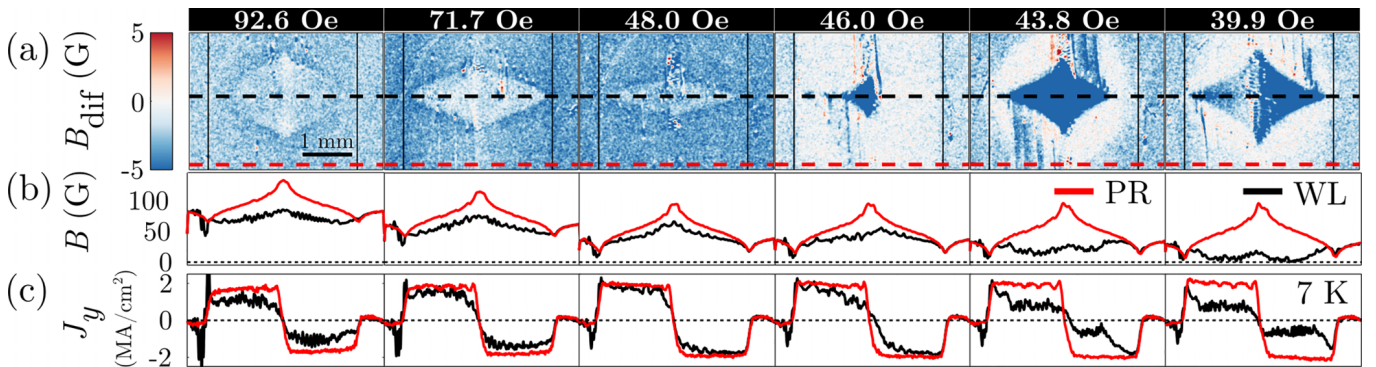 92.6 Oe 71.7 Oe 48.0 Oe 46.0 Oe 43.8 Oe 39.9 Oe
(a) B_dif (G) 5 0 -5
1 mm
(b) B (G) 100 50 0
PR WL
(c) J_y (MA/cm²) 2 0 -2
7 K